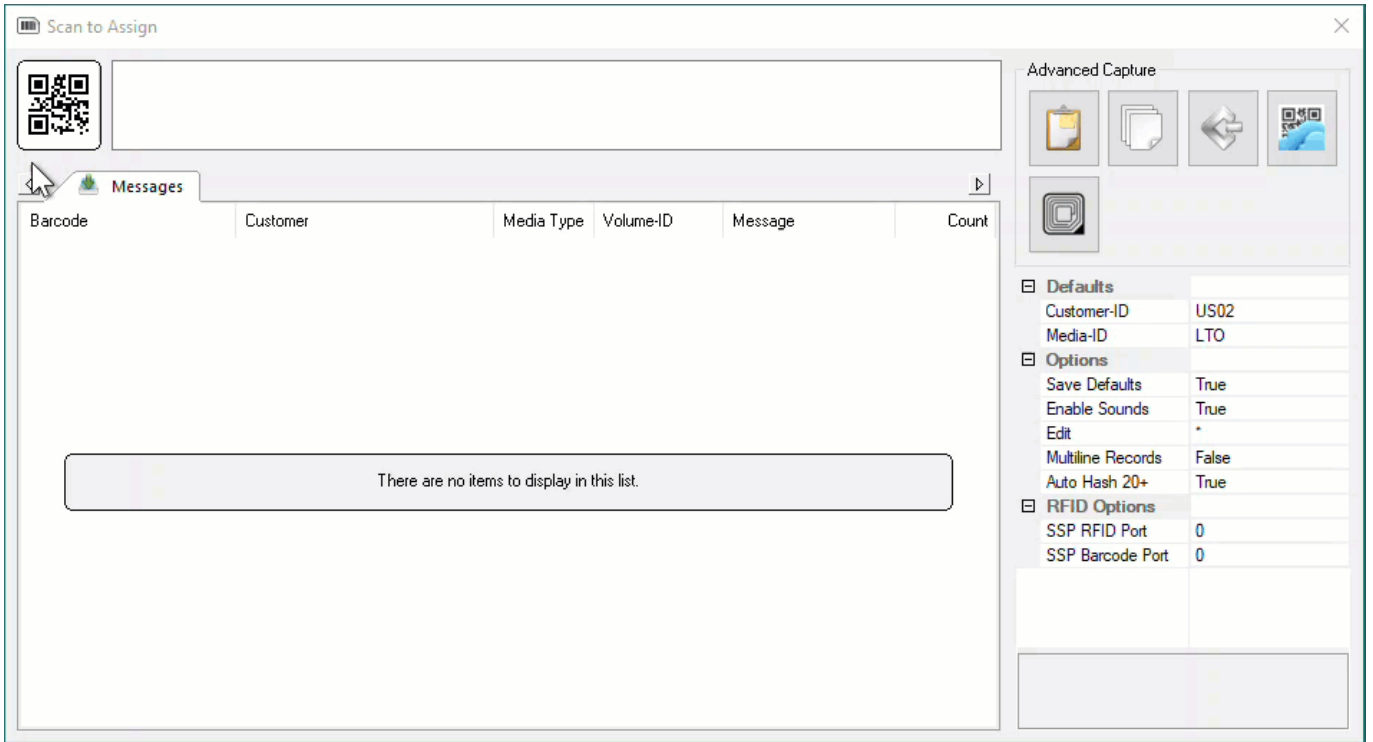 Scan to Assign
Advanced Capture
Messages
Barcode Customer Media Type Volume-ID Message Count
There are no items to display in this list.
Defaults
Customer-ID US02
Media-ID LTO
Options
Save Defaults True
Enable Sounds True
Edit *
Multiline Records False
Auto Hash 20+ True
RFID Options
SSP RFID Port 0
SSP Barcode Port 0